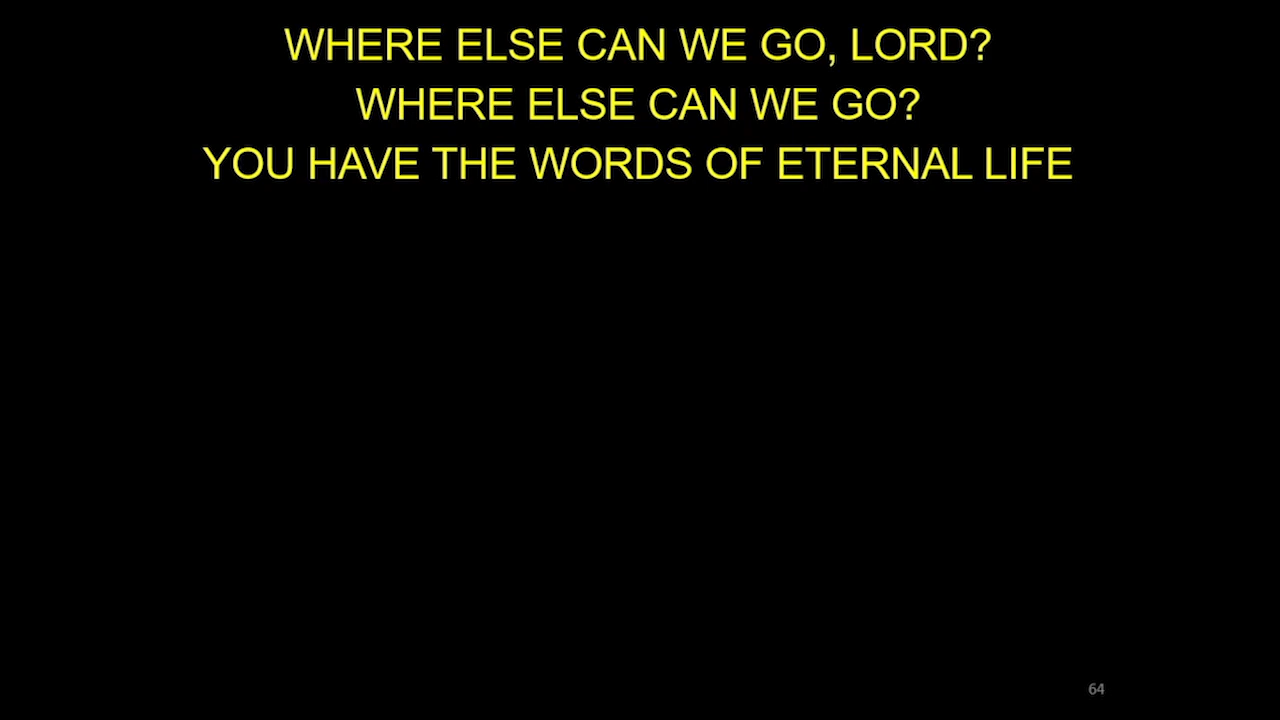 WHERE ELSE CAN WE GO, LORD?
WHERE ELSE CAN WE GO?
YOU HAVE THE WORDS OF ETERNAL LIFE
64